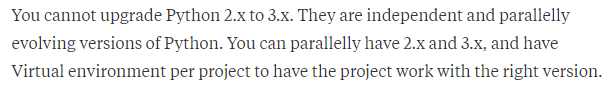 You cannot upgrade Python 2.x to 3.x. They are independent and parallelly
evolving versions of Python. You can parallelly have 2.x and 3.x, and have
Virtual environment per project to have the project work with the right version.